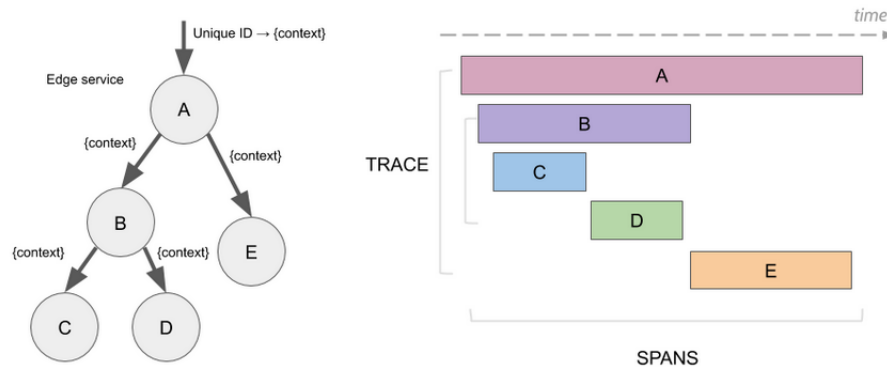 Unique ID → {context}
Edge service
A
{context}
{context}
B
E
{context}
{context}
C
D
time
A
B
C
TRACE
D
E
SPANS